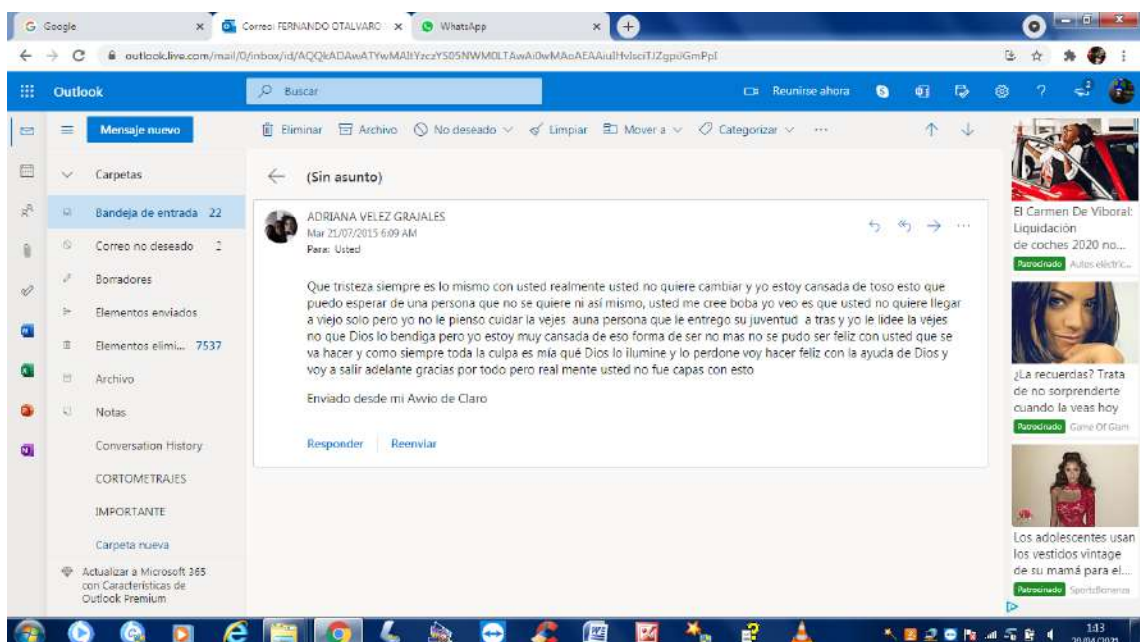 Google
Correo: FERNANDO OTALVARO
WhatsApp
Outlook
Buscar
Reunirse ahora
Mensaje nuevo
Eliminar
Archivo
No deseado
Limpiar
Mover a
Categorizar
Carpetas
Bandeja de entrada 22
Correo no deseado 2
Borradores
Elementos enviados
Elementos elimi... 7537
Archivo
Notas
Conversation History
CORTOMETRAJES
IMPORTANTE
Carpeta nueva
Actualizar a Microsoft 365
con Características de
Outlook Premium
(Sin asunto)
ADRIANA VELEZ GRAJALES
Mar 21/07/2015 6:09 AM
Para: Usted
Que tristeza siempre es lo mismo con usted realmente usted no quiere cambiar y yo estoy cansada de toso esto que
puedo esperar de una persona que no se quiere ni así mismo, usted me cree boba yo veo es que usted no quiere llegar
a viejo solo pero yo no le pienso cuidar la vejes auna persona que le entrego su juventud a tras y yo le lidee la véjes
no que Dios lo bendiga pero yo estoy muy cansada de eso forma de ser no mas no se pudo ser feliz con usted que se
va hacer y como siempre toda la culpa es mía qué Dios lo ilumine y lo perdone voy hacer feliz con la ayuda de Dios y
voy a salir adelante gracias por todo pero real mente usted no fue capas con esto
Enviado desde mi Avvio de Claro
Responder
Reenviar
El Carmen De Viboral:
Liquidación
de coches 2020 no...
Patrocinado Autos eléctric...
¿La recuerdas? Trata
de no sorprenderte
cuando la veas hoy
Patrocinado Game Of Glam
Los adolescentes usan
los vestidos vintage
de su mamá para el...
Patrocinado SportsBonanza
1:13